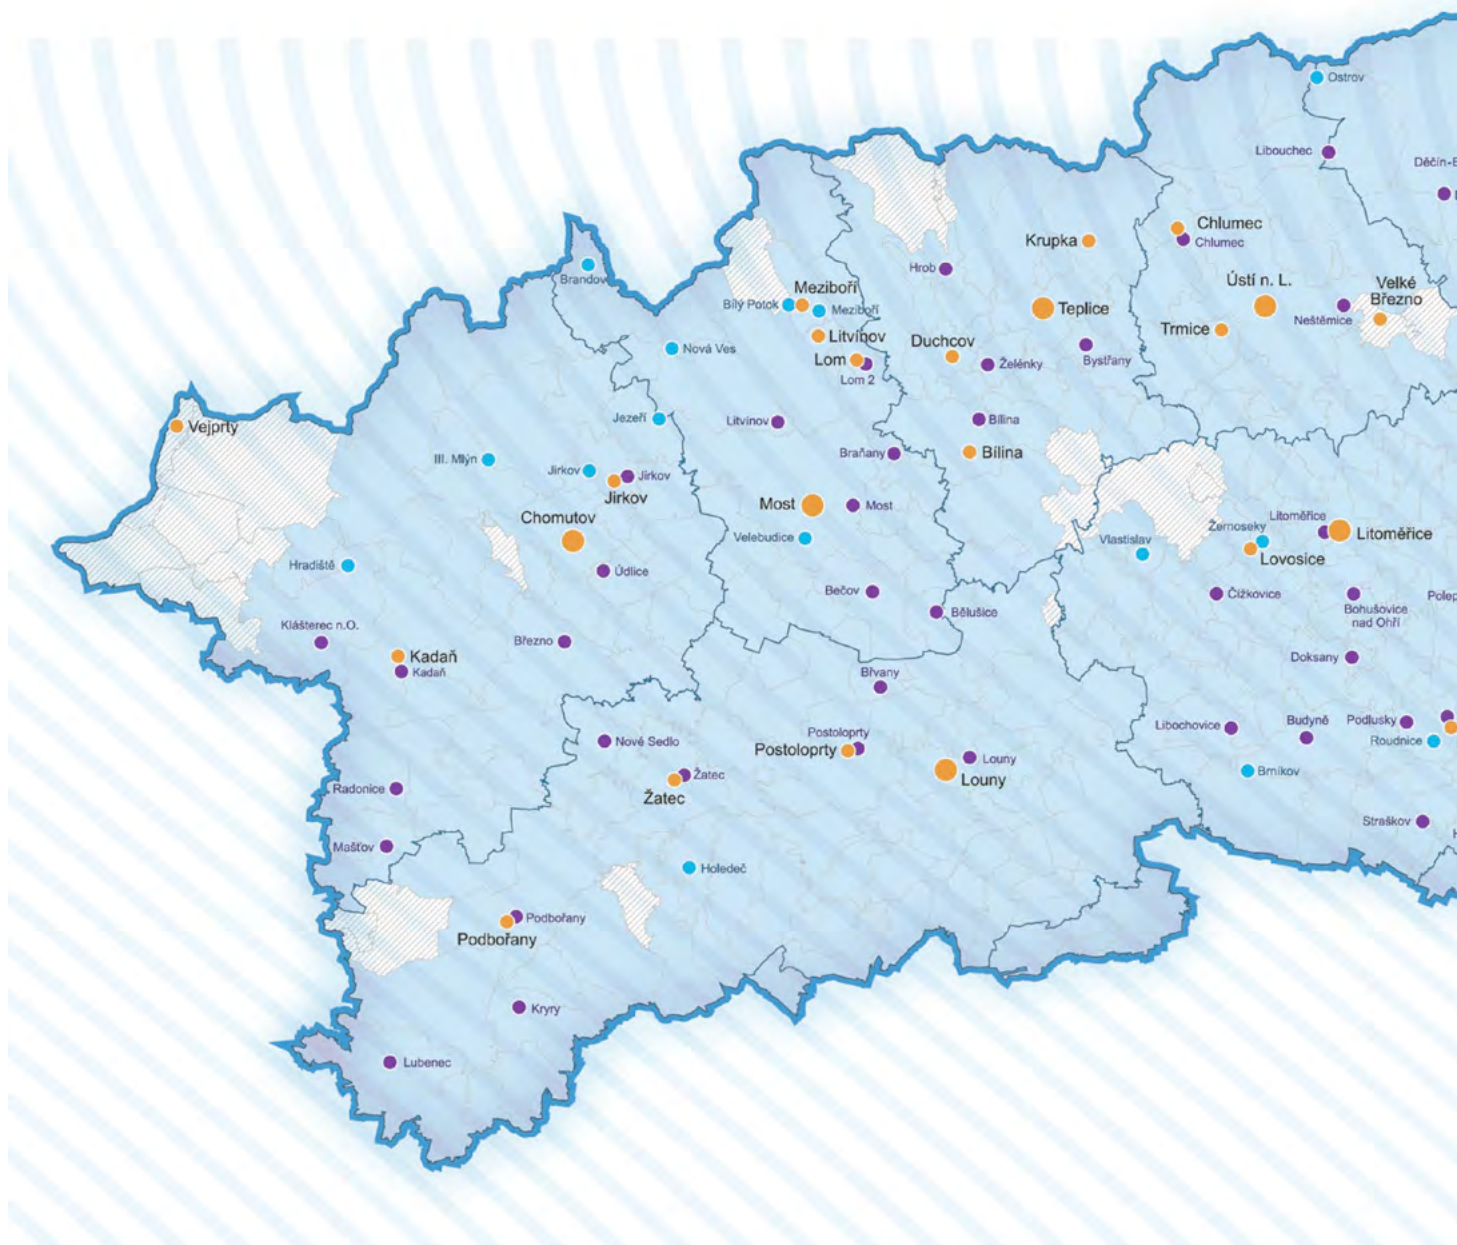 Ostrov
Libouchec
Děčín-B
Chlumec
Chlumec
Krupka
Hrob
Brandov
Ústí n. L.
Velké
Březno
Meziboří
Bílý Potok
Meziboří
Teplice
Neštěmice
Trmice
Litvínov
Duchcov
Nová Ves
Lom
Lom 2
Želénky
Bystřany
Vejprty
Jezeří
Litvínov
Bílina
Bílina
Braňany
III. Mlýn
Jirkov
Jirkov
Jirkov
Most
Most
Chomutov
Velebudice
Litoměřice
Žernoseky
Litoměřice
Vlastislav
Lovosice
Hradiště
Údlice
Bečov
Čížkovice
Bohušovice
nad Ohří
Polep
Bělušice
Klášterec n.O.
Březno
Kadaň
Kadaň
Doksany
Břvany
Libochovice
Budyně
Podlusky
Roudnice
Nové Sedlo
Postoloprty
Postoloprty
Louny
Louny
Žatec
Žatec
Brníkov
Radonice
Straškov
H
Mašťov
Holedeč
Podbořany
Podbořany
Kryry
Lubenec